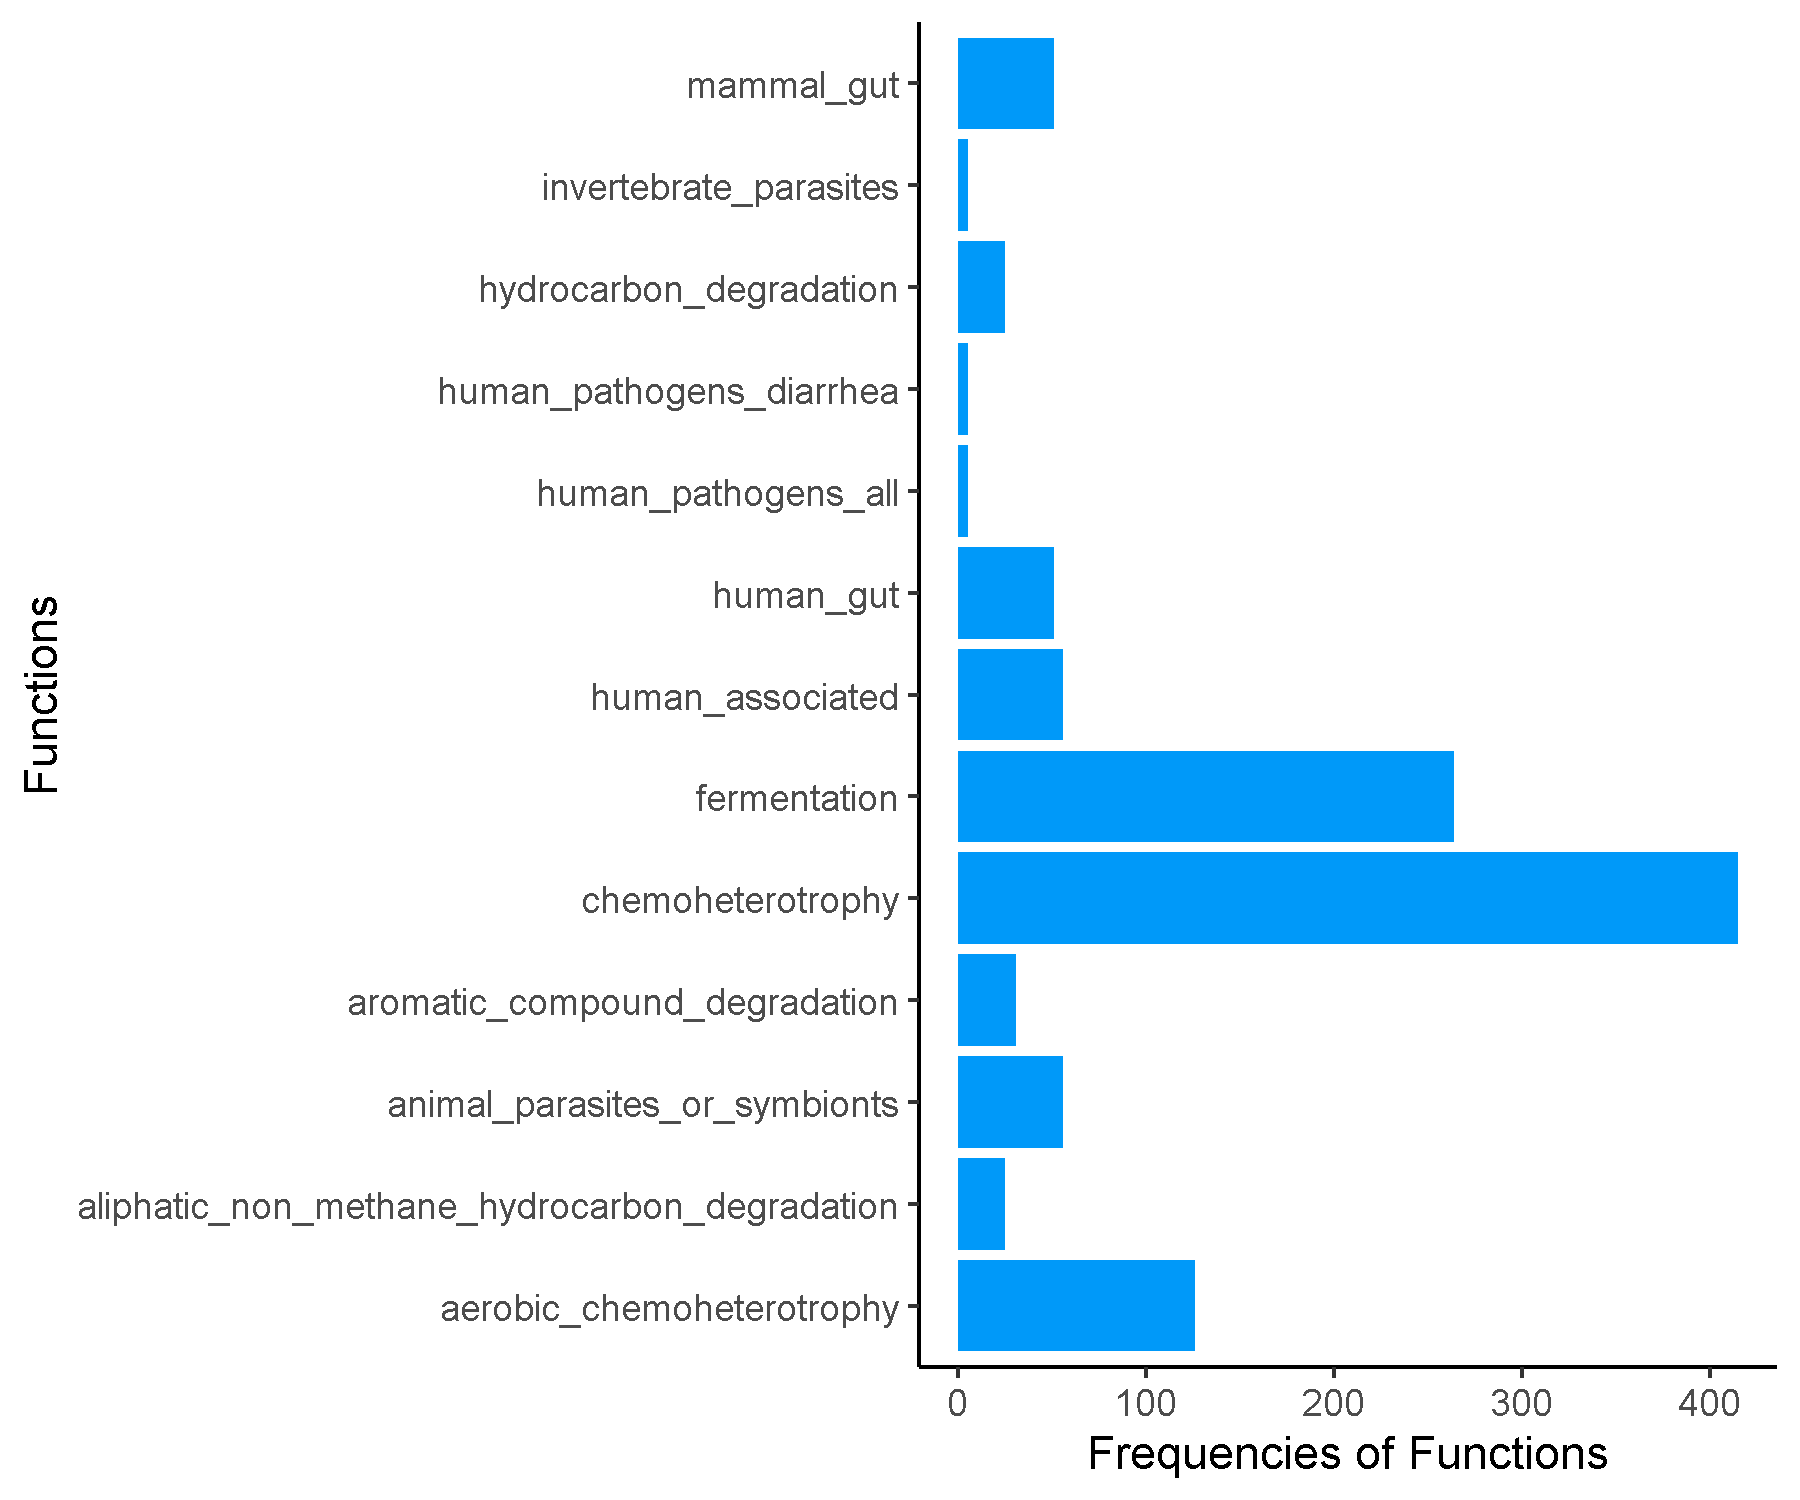 mammal_gut
invertebrate_parasites
hydrocarbon_degradation
human_pathogens_diarrhea
human_pathogens_all
human_gut
human_associated
fermentation
chemoheterotrophy
aromatic_compound_degradation
animal_parasites_or_symbionts
aliphatic_non_methane_hydrocarbon_degradation
aerobic_chemoheterotrophy
Functions
0 100 200 300 400
Frequencies of Functions